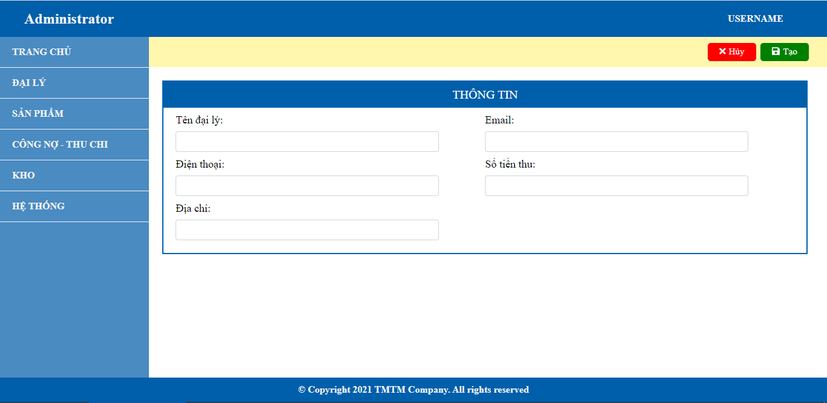 Administrator
USERNAME
TRANG CHỦ
ĐẠI LÝ
SẢN PHẨM
CÔNG NỢ - THU CHI
KHO
HỆ THỐNG
Hủy
Tạo
THÔNG TIN
Tên đại lý:
Email:
Điện thoại:
Số tiền thu:
Địa chỉ:
© Copyright 2021 TMTM Company. All rights reserved